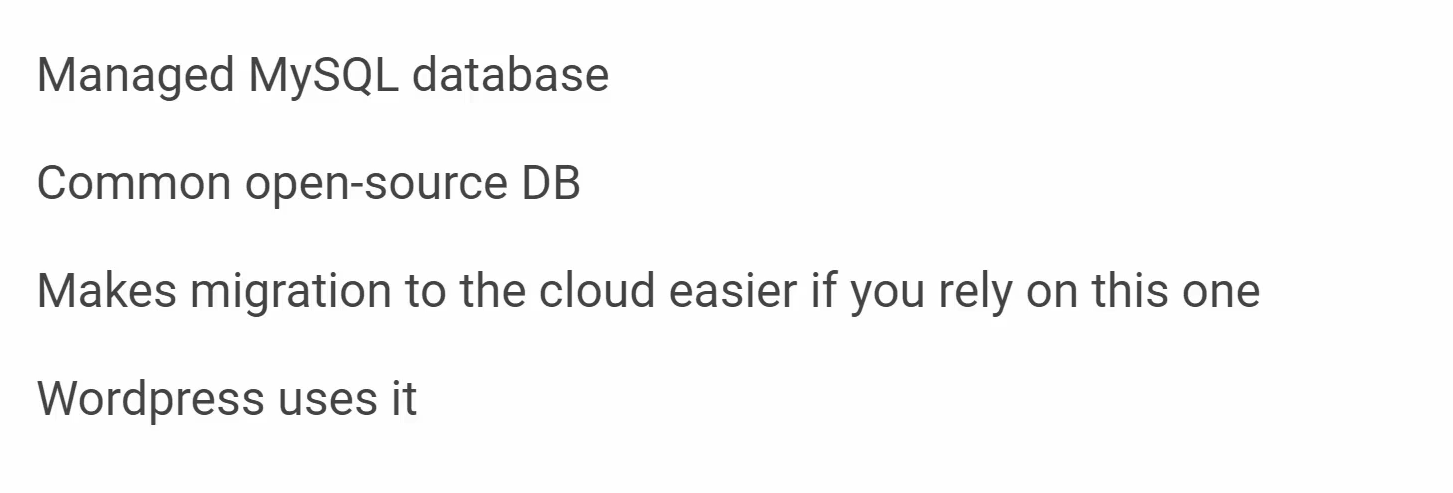 Managed MySQL database
Common open-source DB
Makes migration to the cloud easier if you rely on this one
Wordpress uses it